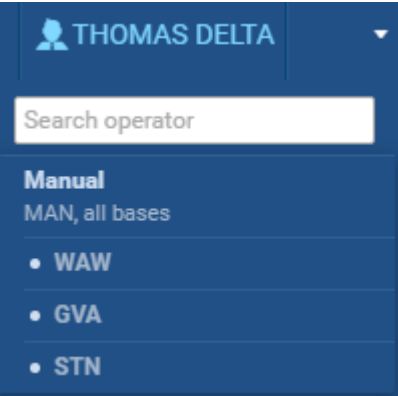 THOMAS DELTA
Search operator
Manual
MAN, all bases
WAW
GVA
STN